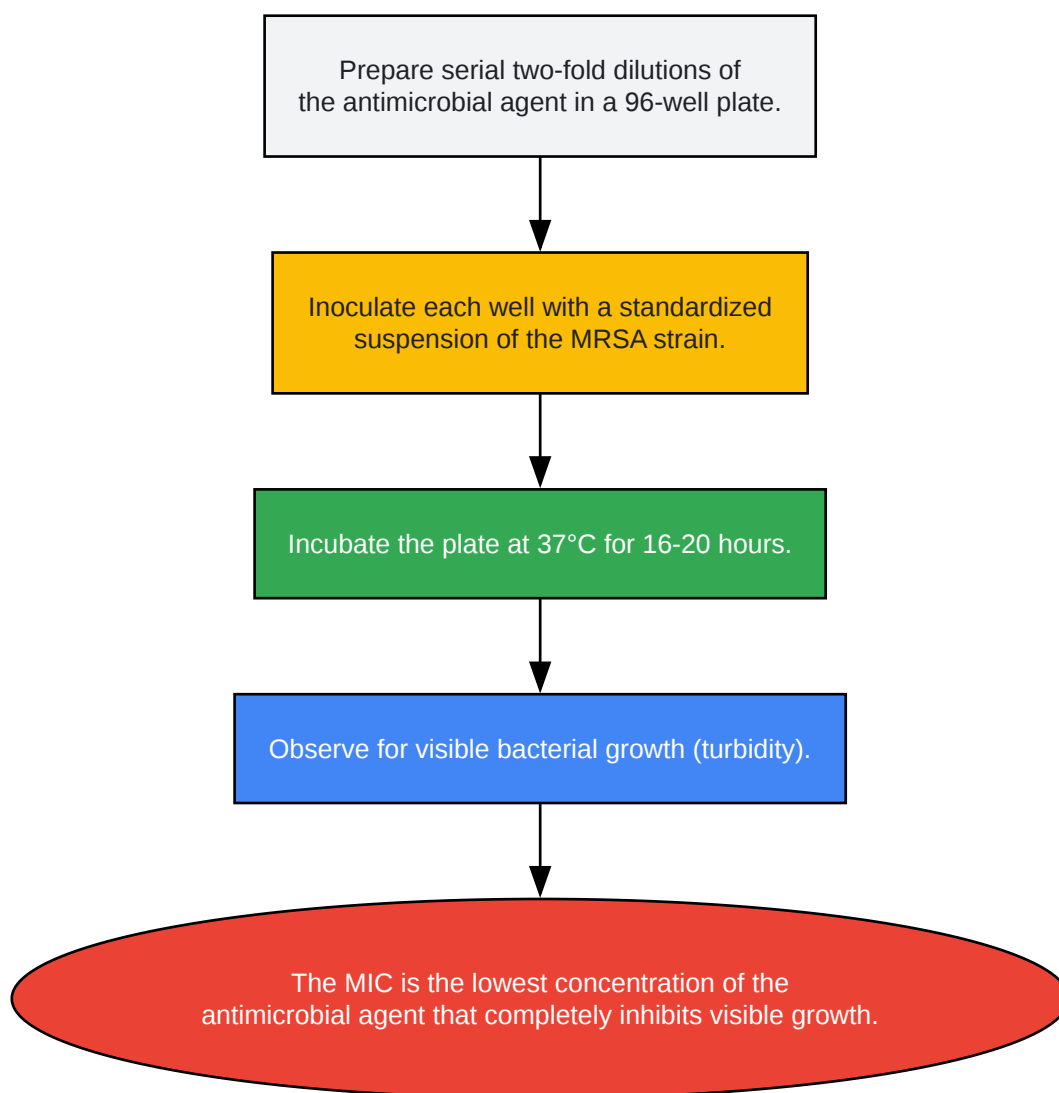 Prepare serial two-fold dilutions of
the antimicrobial agent in a 96-well plate.
Inoculate each well with a standardized
suspension of the MRSA strain.
Incubate the plate at 37°C for 16-20 hours.
Observe for visible bacterial growth (turbidity).
The MIC is the lowest concentration of the
antimicrobial agent that completely inhibits visible growth.